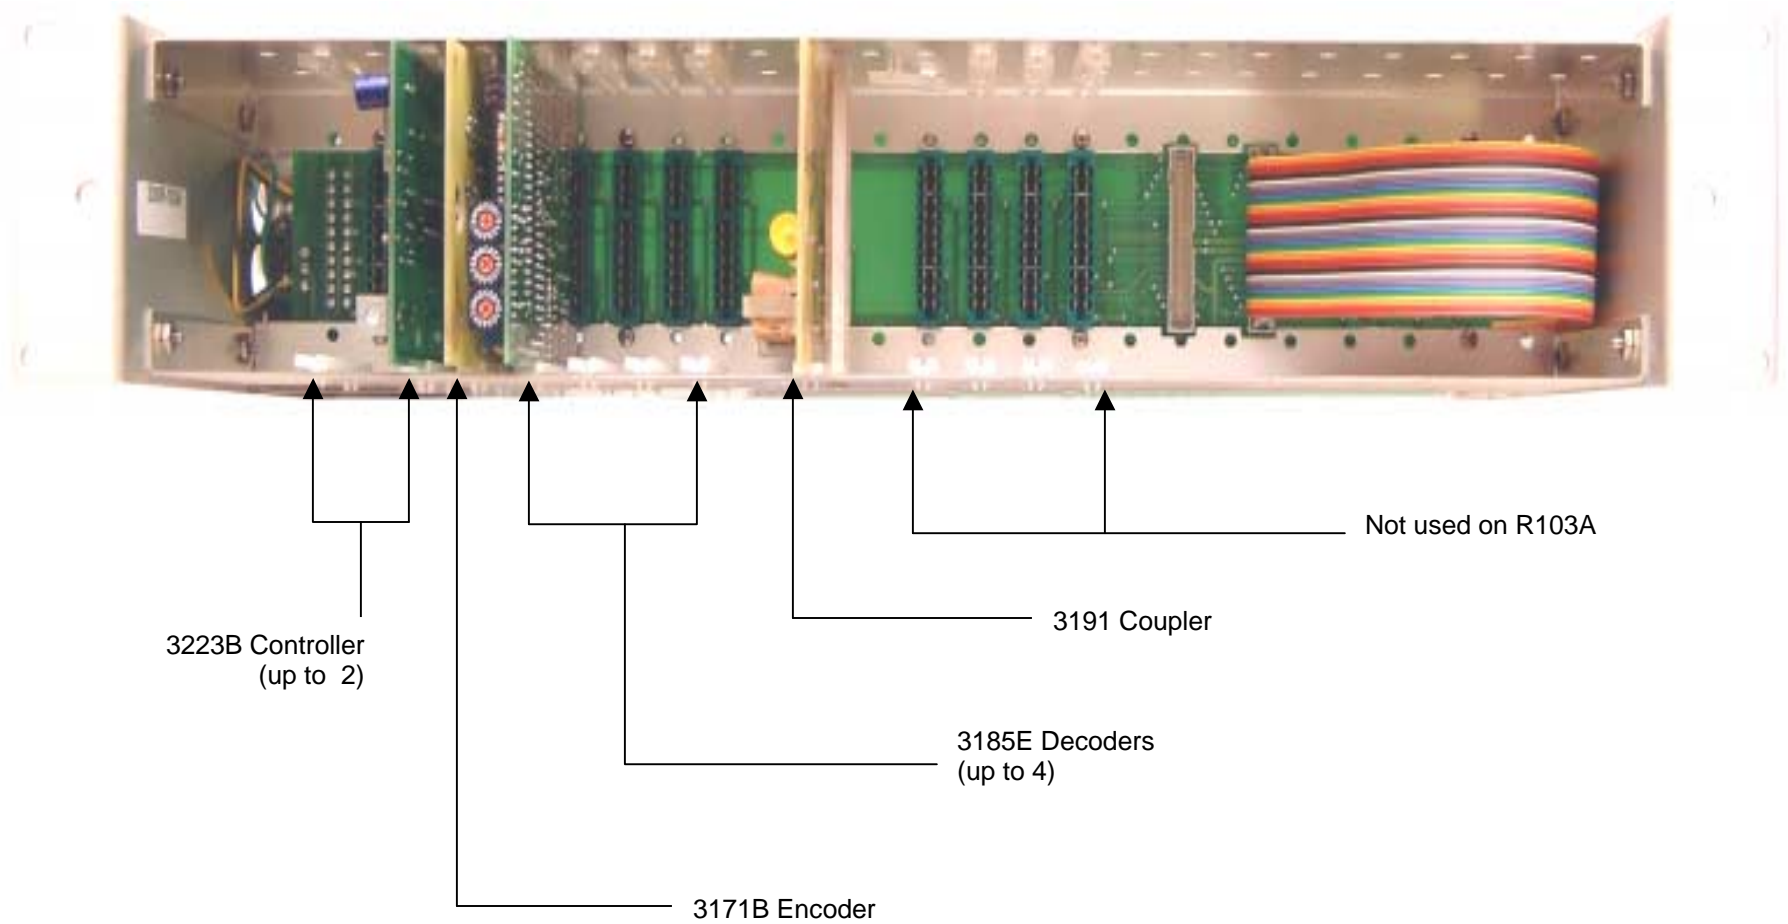 Not used on R103A
3191 Coupler
3223B Controller
(up to 2)
3185E Decoders
(up to 4)
3171B Encoder